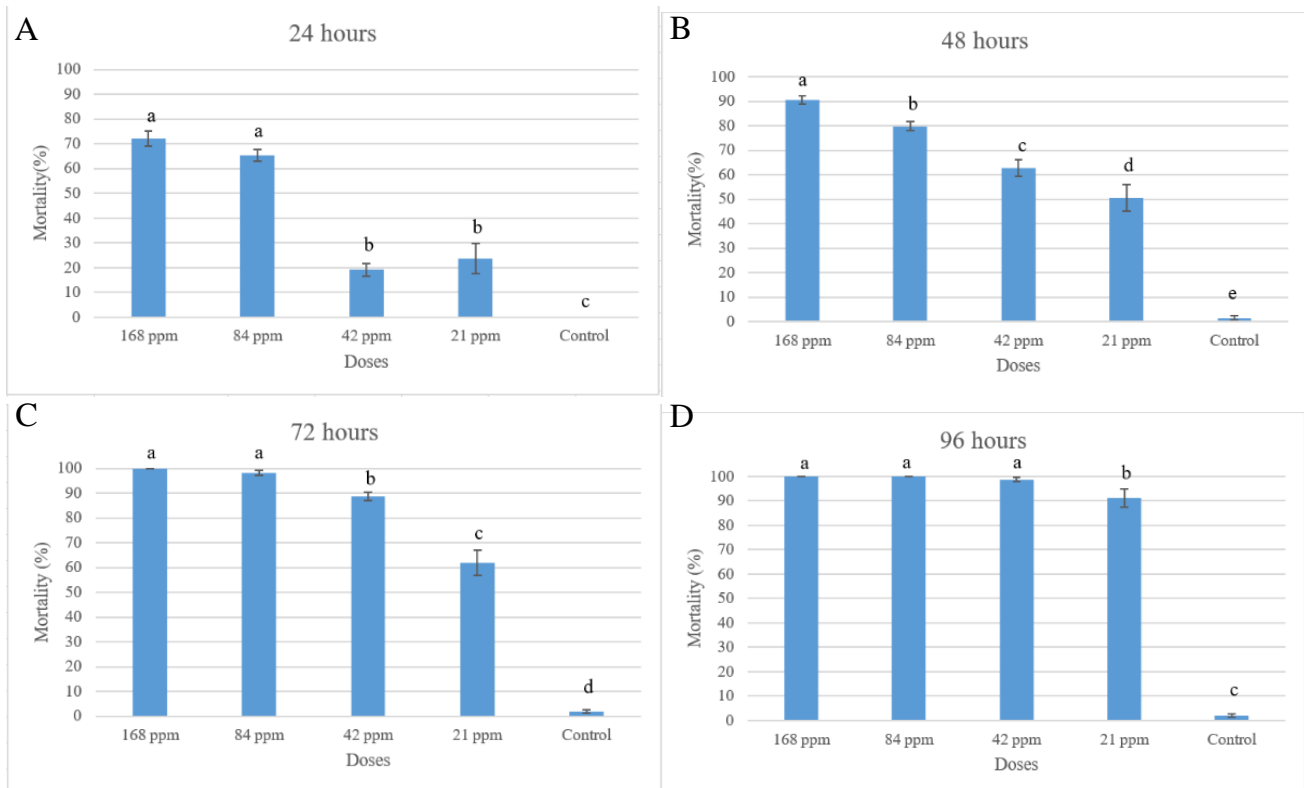 A
24 hours
100
90
80
70
60
50
40
30
20
10
0
Mortality(%)
a
a
b
b
c
168 ppm
84 ppm
42 ppm
21 ppm
Control
Doses
B
48 hours
100
90
80
70
60
50
40
30
20
10
0
Mortality(%)
a
b
c
d
e
168 ppm
84 ppm
42 ppm
21 ppm
Control
Doses
C
72 hours
100
90
80
70
60
50
40
30
20
10
0
Mortality (%)
a
a
b
c
d
168 ppm
84 ppm
42 ppm
21 ppm
Control
Doses
D
96 hours
100
90
80
70
60
50
40
30
20
10
0
Mortality (%)
a
a
a
b
c
168 ppm
84 ppm
42 ppm
21 ppm
Control
Doses